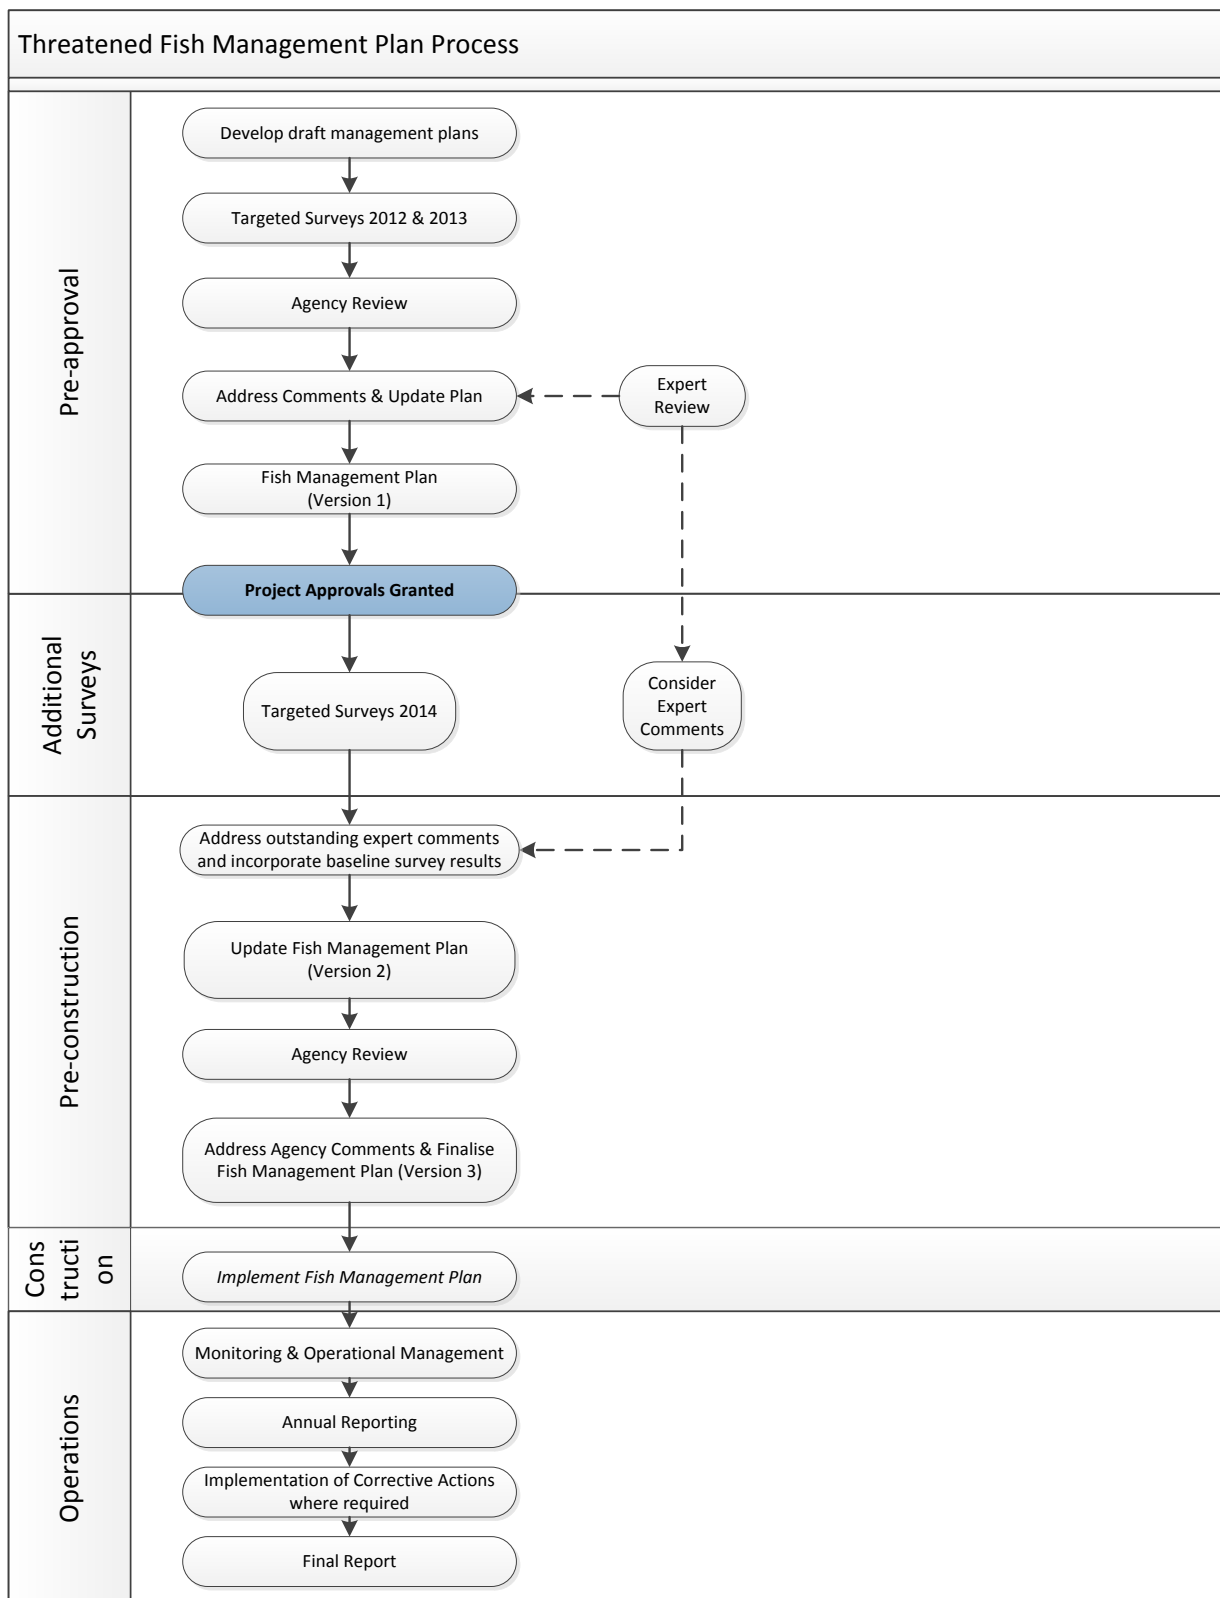 Threatened Fish Management Plan Process
Pre-approval
Develop draft management plans
Targeted Surveys 2012 & 2013
Agency Review
Address Comments & Update Plan
Expert
Review
Fish Management Plan
(Version 1)
Project Approvals Granted
Additional
Surveys
Targeted Surveys 2014
Consider
Expert
Comments
Pre-construction
Address outstanding expert comments
and incorporate baseline survey results
Update Fish Management Plan
(Version 2)
Agency Review
Address Agency Comments & Finalise
Fish Management Plan (Version 3)
Cons
tructi
on
Implement Fish Management Plan
Operations
Monitoring & Operational Management
Annual Reporting
Implementation of Corrective Actions
where required
Final Report